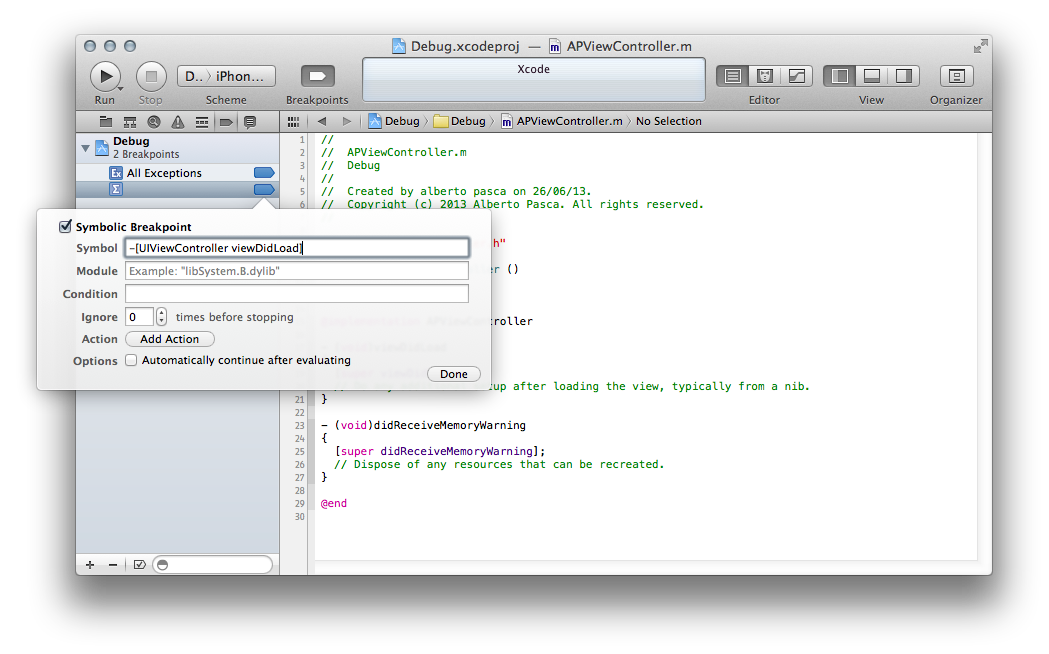 Debug.xcodeproj — m APViewController.m
D.. 〉 iPhon...
Xcode
Run Stop Scheme Breakpoints Editor View Organizer
Debug 〉 Debug 〉 m APViewController.m 〉 No Selection
Debug
2 Breakpoints
Ex All Exceptions
Σ
1 //
2 // APViewController.m
3 // Debug
4 //
5 // Created by alberto pasca on 26/06/13.
6 // Copyright (c) 2013 Alberto Pasca. All rights reserved.
h"
er ()
roller
tup after loading the view, typically from a nib.
Symbolic Breakpoint
Symbol -[UIViewController viewDidLoad]
Module Example: "libSystem.B.dylib"
Condition
Ignore 0 times before stopping
Action Add Action
Options Automatically continue after evaluating
Done
21 }
22
23 - (void)didReceiveMemoryWarning
24 {
25 [super didReceiveMemoryWarning];
26 // Dispose of any resources that can be recreated.
27 }
28
29 @end
30